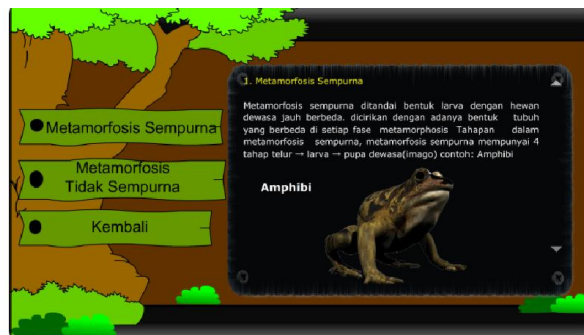 Metamorfosis Sempurna
Metamorfosis
Tidak Sempurna
Kembali
1. Metamorfosis Sempurna
Metamorfosis sempurna ditandai bentuk larva dengan hewan
dewasa jauh berbeda. dicirikan dengan adanya bentuk tubuh
yang berbeda di setiap fase metamorphosis Tahapan dalam
metamorfosis sempurna, metamorfosis sempurna mempunyai 4
tahap telur → larva → pupa dewasa(imago) contoh: Amphibi
Amphibi